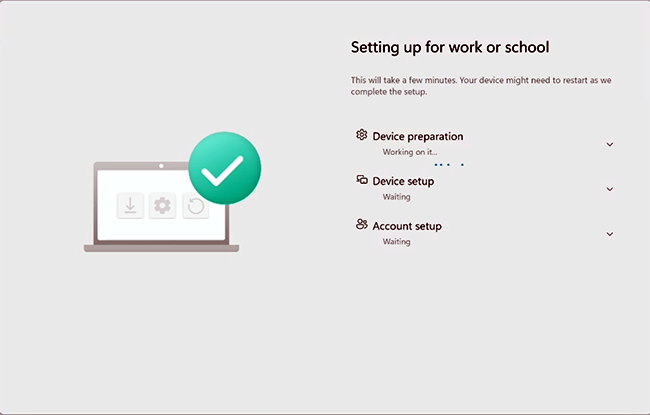 Setting up for work or school
This will take a few minutes. Your device might need to restart as we
complete the setup.
Device preparation
Working on it...
Device setup
Waiting
Account setup
Waiting